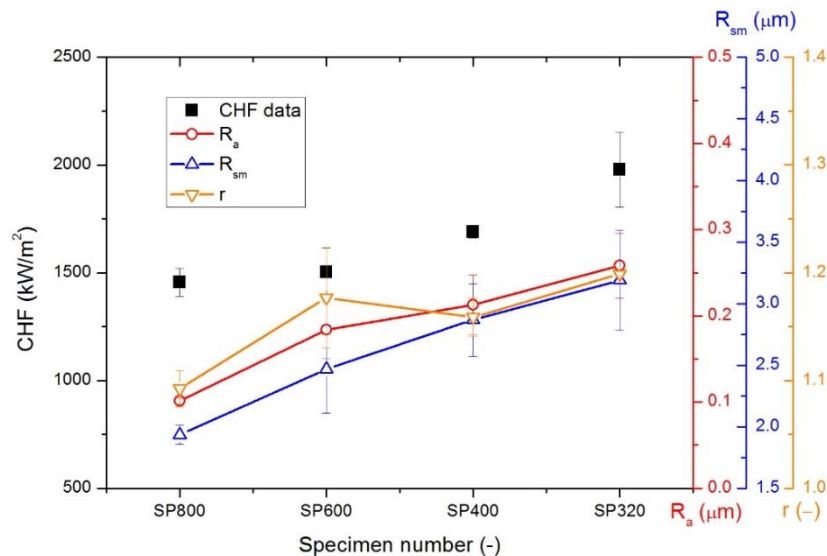 R_sm (μm)
2500
2000
1500
1000
500
CHF (kW/m²)
CHF data
R_a
R_sm
r
0.5
0.4
0.3
0.2
0.1
0.0
5.0
4.5
4.0
3.5
3.0
2.5
2.0
1.5
1.4
1.3
1.2
1.1
1.0
SP800 SP600 SP400 SP320
R_a (μm)
r (–)
Specimen number (-)